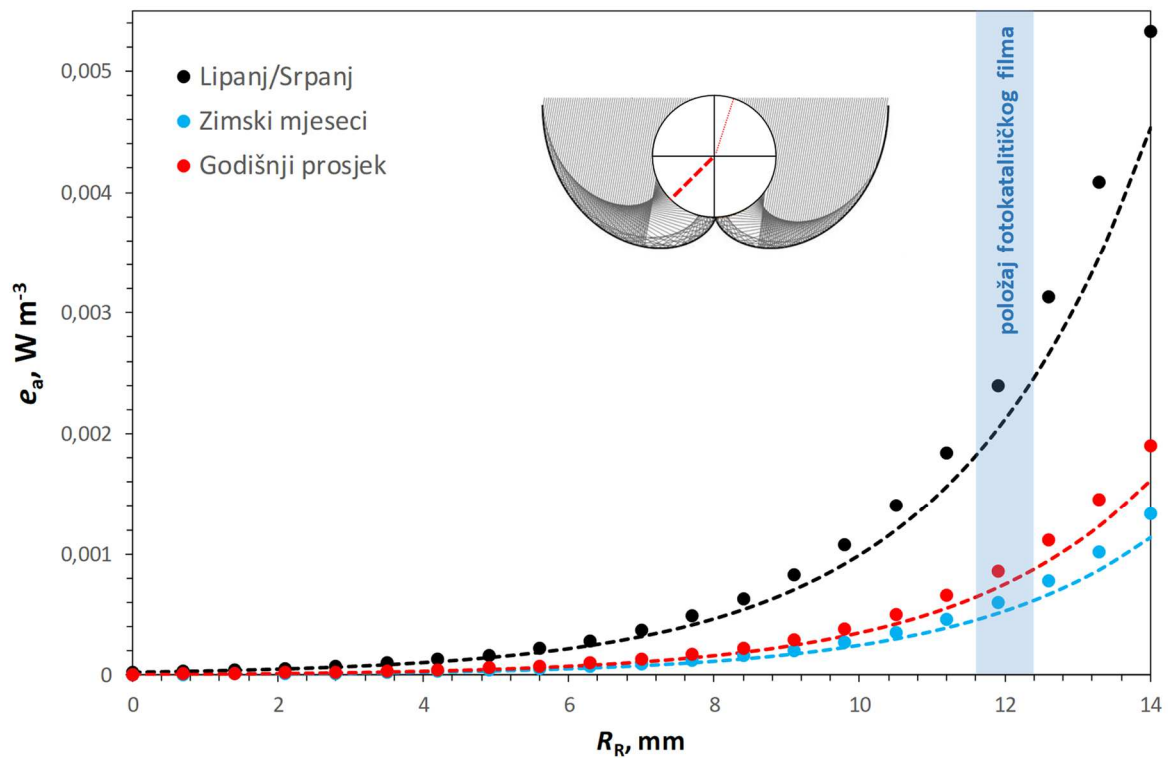 0,005
0,004
0,003
0,002
0,001
0
eₐ, W m⁻³
Lipanj/Srpanj
Zimski mjeseci
Godišnji prosjek
položaj fotokatalitičkog filma
0 2 4 6 8 10 12 14
R_R, mm